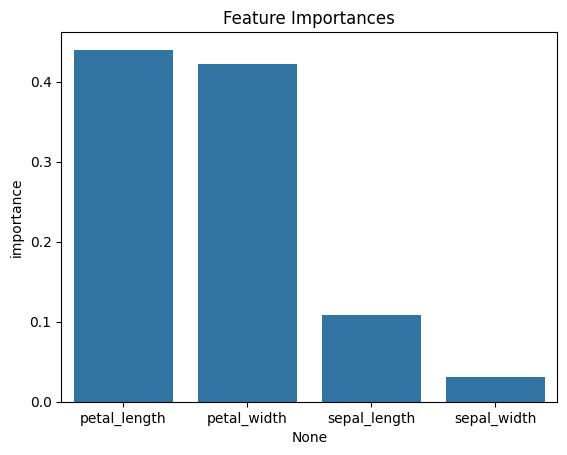 Feature Importances
importance
0.4
0.3
0.2
0.1
0.0
petal_length petal_width sepal_length sepal_width
None